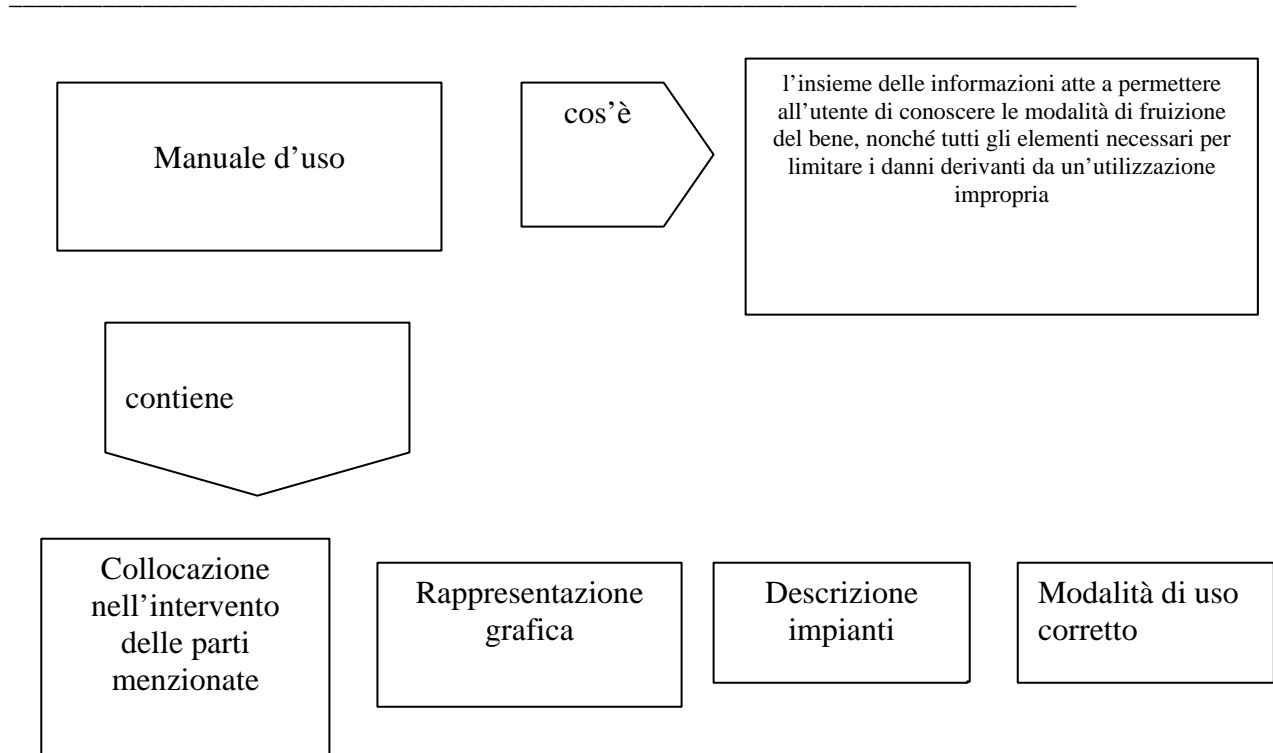 Manuale d’uso
cos’è
l’insieme delle informazioni atte a permettere
all’utente di conoscere le modalità di fruizione
del bene, nonché tutti gli elementi necessari per
limitare i danni derivanti da un’utilizzazione
impropria
contiene
Collocazione
nell’intervento
delle parti
menzionate
Rappresentazione
grafica
Descrizione
impianti
Modalità di uso
corretto